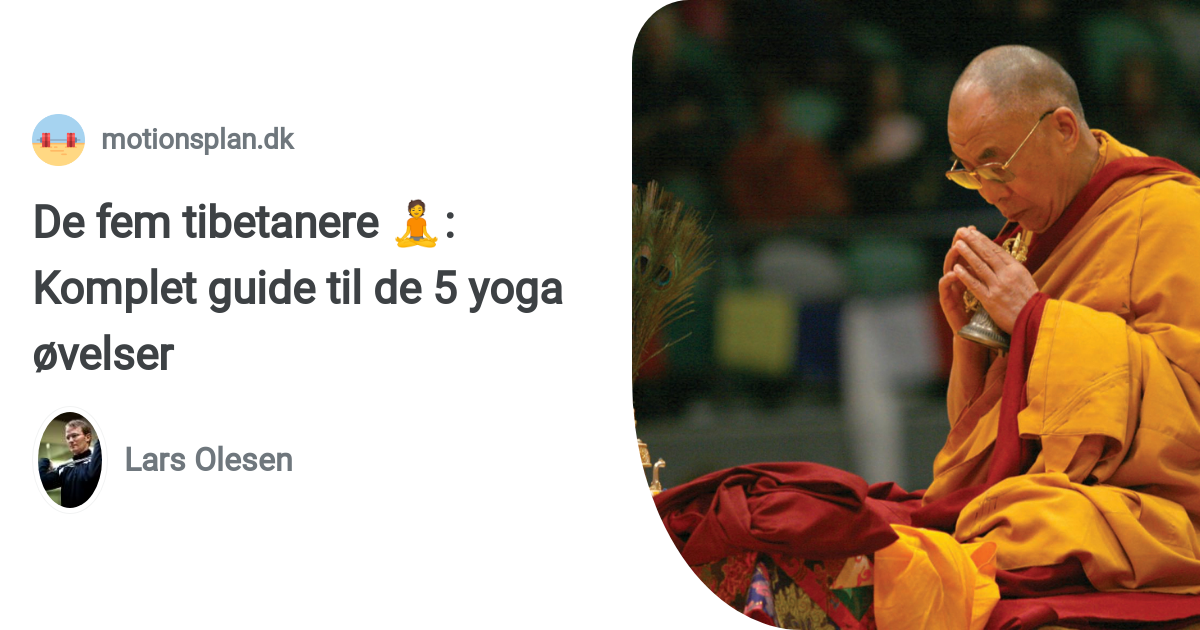 motionsplan.dk
De fem tibetanere 🧘:
Komplet guide til de 5 yoga
øvelser
Lars Olesen